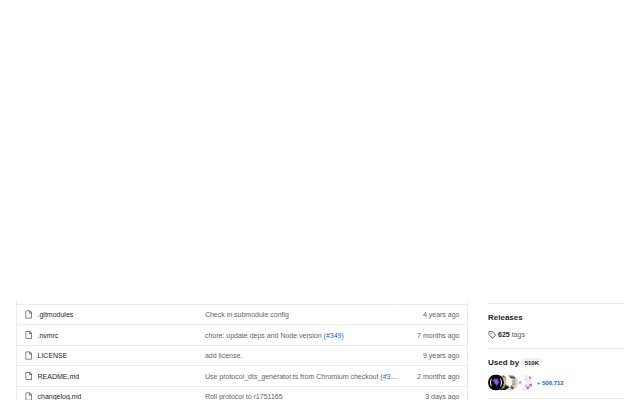 .gitmodules Check in submodule config 4 years ago
.nvmrc chore: update deps and Node version (#349) 7 months ago
LICENSE add license. 9 years ago
README.md Use protocol_dts_generator.ts from Chromium checkout (#3... 2 months ago
changelog.md Roll protocol to r1751165 3 days ago
Releases
625 tags
Used by 510K
+ 509,712